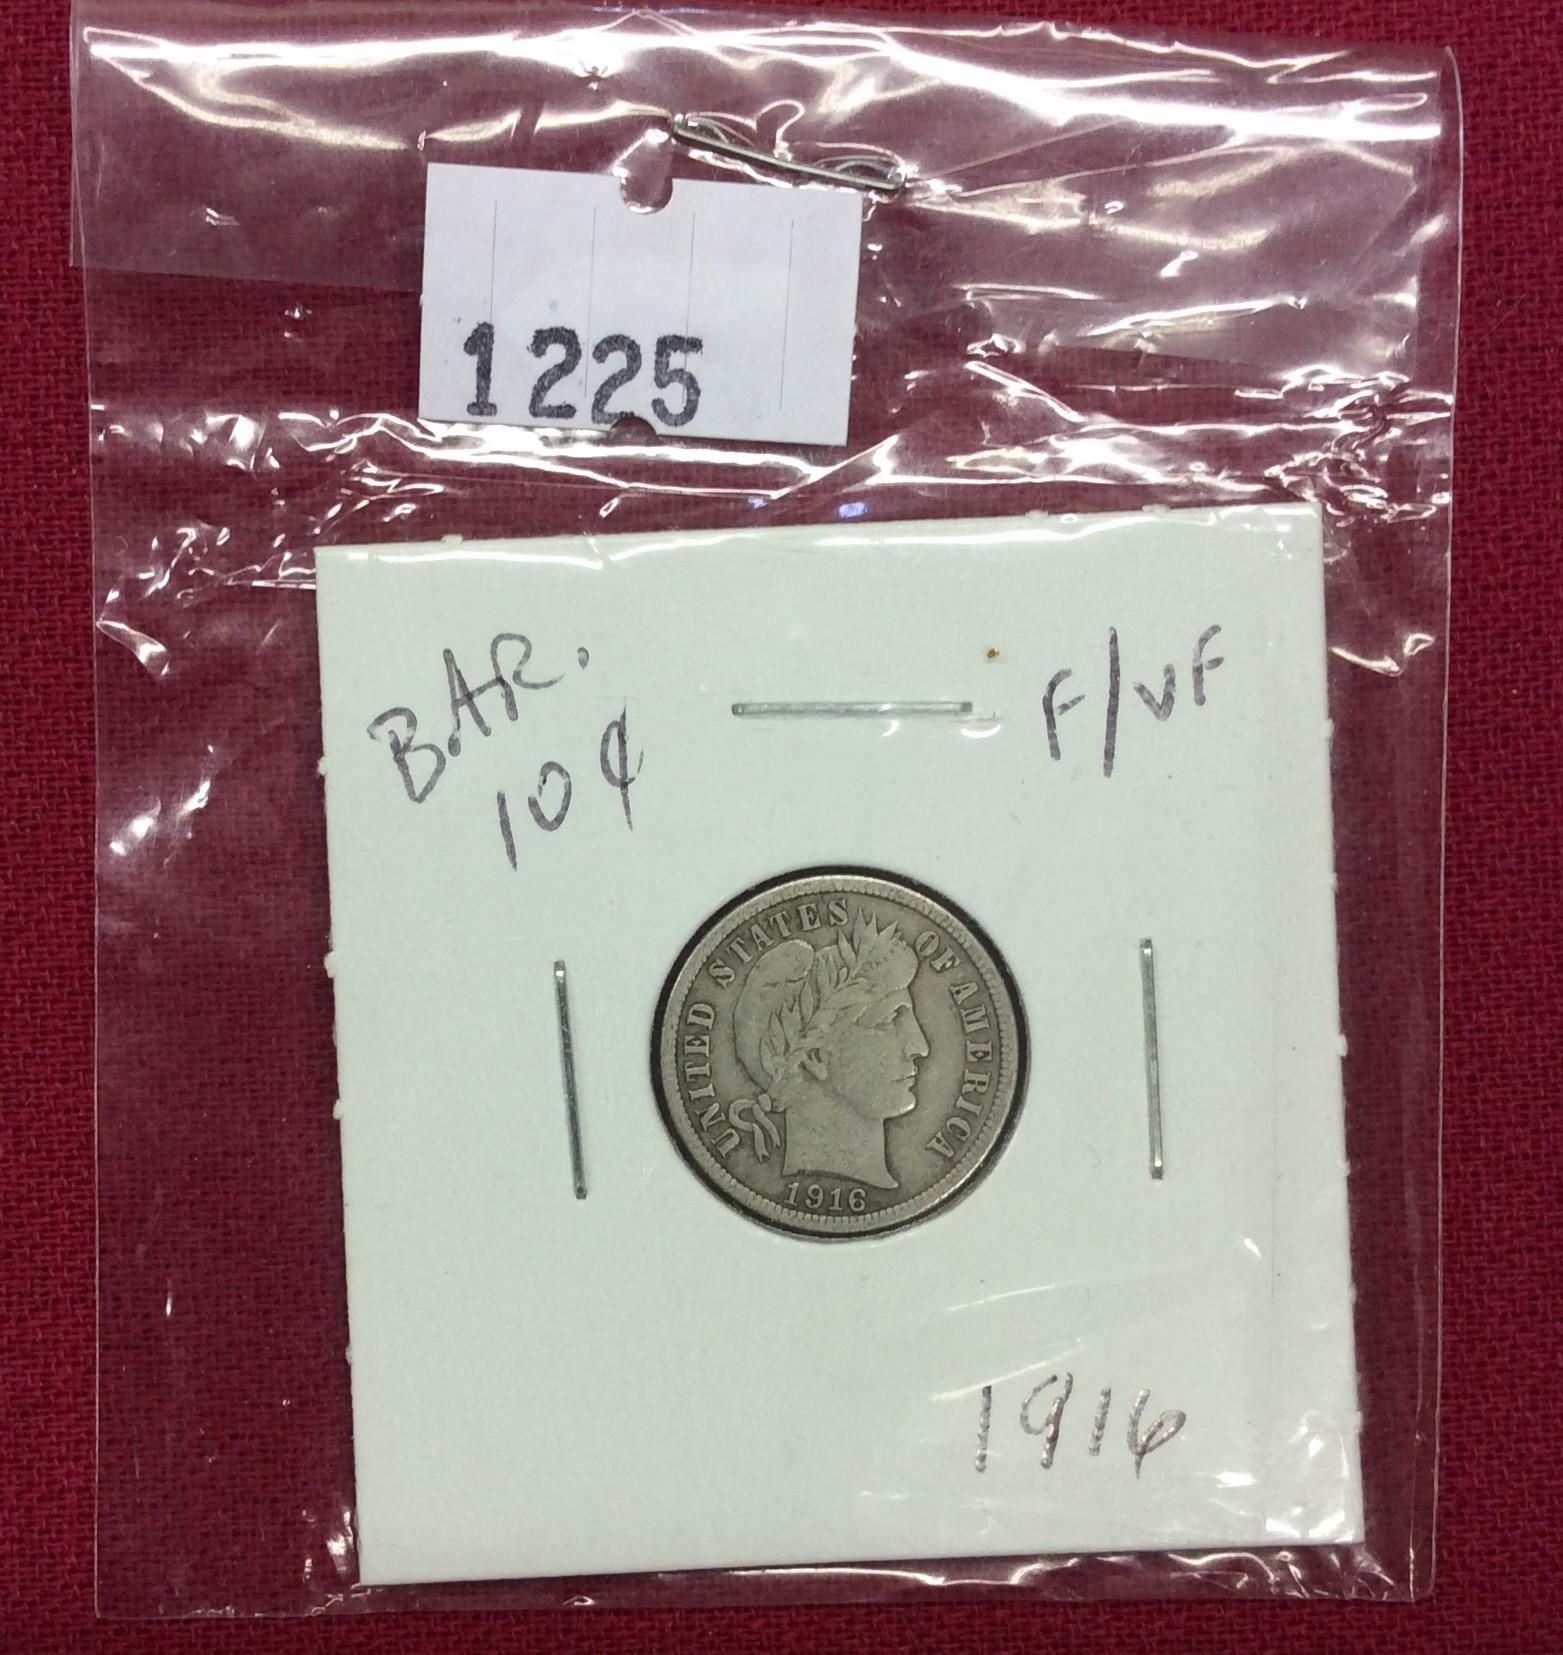 1225
BAR.
10¢
F/VF
UNITED STATES OF AMERICA
1916
1916